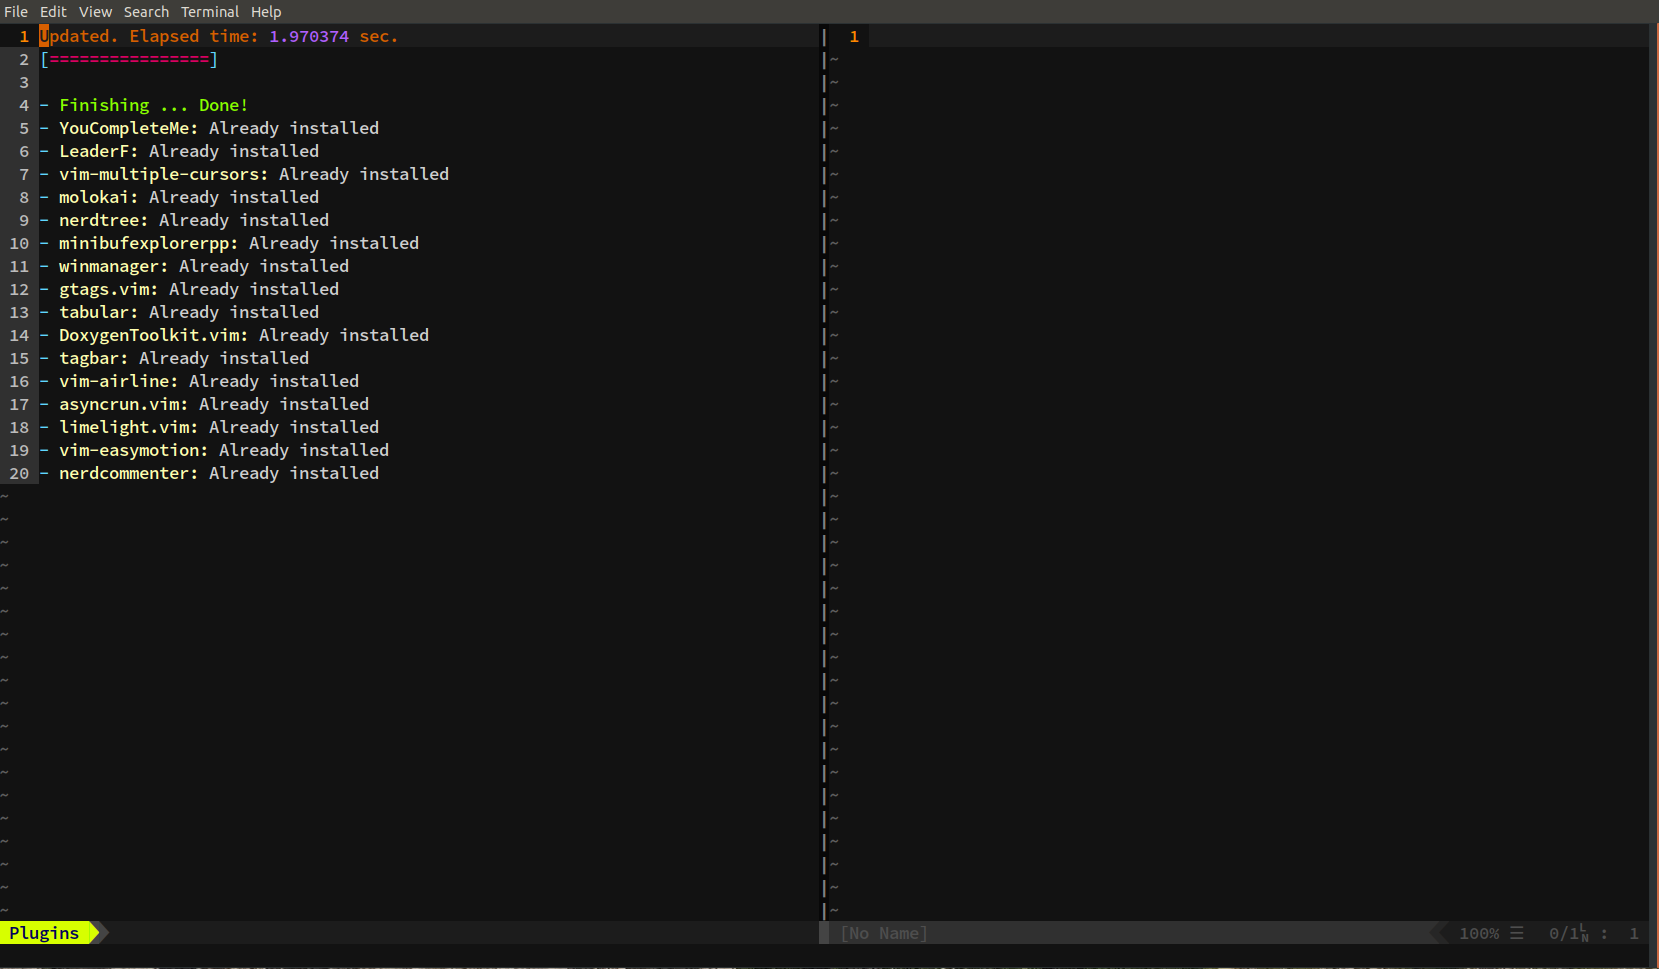 File Edit View Search Terminal Help
1 Updated. Elapsed time: 1.970374 sec.
2 [================]
3
4 - Finishing ... Done!
5 - YouCompleteMe: Already installed
6 - LeaderF: Already installed
7 - vim-multiple-cursors: Already installed
8 - molokai: Already installed
9 - nerdtree: Already installed
10 - minibufexplorerpp: Already installed
11 - winmanager: Already installed
12 - gtags.vim: Already installed
13 - tabular: Already installed
14 - DoxygenToolkit.vim: Already installed
15 - tagbar: Already installed
16 - vim-airline: Already installed
17 - asyncrun.vim: Already installed
18 - limelight.vim: Already installed
19 - vim-easymotion: Already installed
20 - nerdcommenter: Already installed
1
Plugins
[No Name] 100% ☰ 0/1␤ : 1